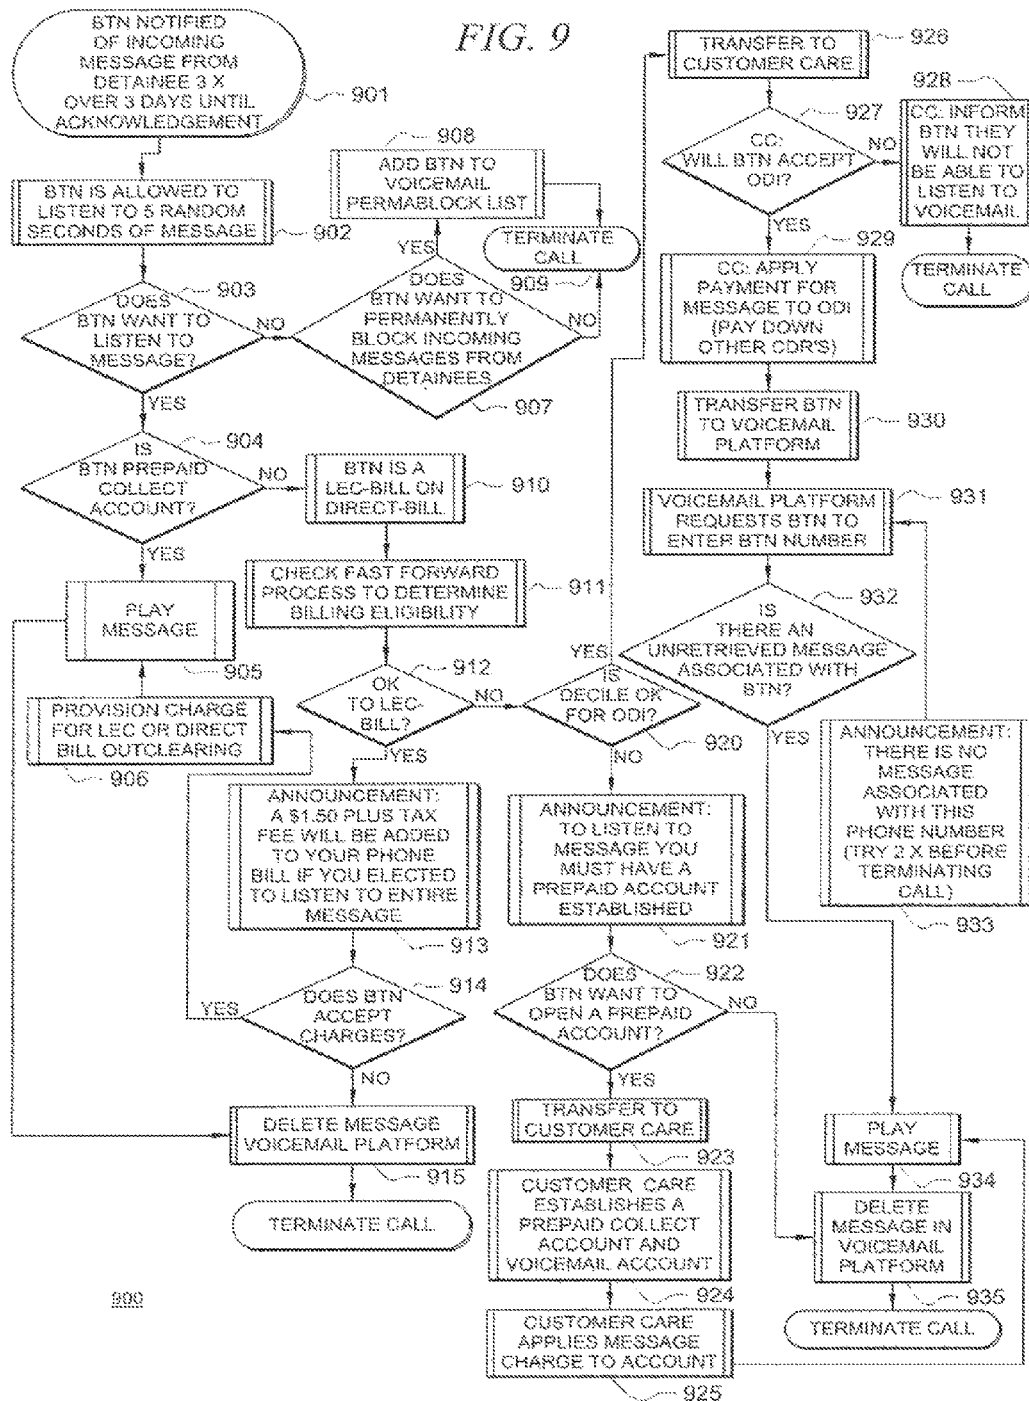 FIG. 9
BTN NOTIFIED
OF INCOMING
MESSAGE FROM
DETAINEE 3 X
OVER 3 DAYS UNTIL
ACKNOWLEDGEMENT
901
BTN IS ALLOWED TO
LISTEN TO 5 RANDOM
SECONDS OF MESSAGE
902
DOES
BTN WANT TO
LISTEN TO
MESSAGE?
903
NO
YES
DOES
BTN WANT TO
PERMANENTLY
BLOCK INCOMING
MESSAGES FROM
DETAINEES
907
YES
NO
908
ADD BTN TO
VOICEMAIL
PERMABLOCK LIST
TERMINATE
CALL
909
IS
BTN PREPAID
COLLECT
ACCOUNT?
904
NO
YES
PLAY
MESSAGE
905
PROVISION CHARGE
FOR LEC OR DIRECT
BILL OUTCLEARING
906
BTN IS A
LEC-BILL ON
DIRECT-BILL
910
CHECK FAST FORWARD
PROCESS TO DETERMINE
BILLING ELIGIBILITY
911
OK
TO LEC-
BILL?
912
NO
YES
ANNOUNCEMENT:
A $1.50 PLUS TAX
FEE WILL BE ADDED
TO YOUR PHONE
BILL IF YOU ELECTED
TO LISTEN TO ENTIRE
MESSAGE
913
DOES BTN
ACCEPT
CHARGES?
914
YES
NO
DELETE MESSAGE
VOICEMAIL PLATFORM
915
TERMINATE CALL
IS
DECILE OK
FOR ODI?
920
YES
NO
ANNOUNCEMENT:
TO LISTEN TO
MESSAGE YOU
MUST HAVE A
PREPAID ACCOUNT
ESTABLISHED
921
DOES
BTN WANT TO
OPEN A PREPAID
ACCOUNT?
922
NO
YES
TRANSFER TO
CUSTOMER CARE
923
CUSTOMER CARE
ESTABLISHES A
PREPAID COLLECT
ACCOUNT AND
VOICEMAIL ACCOUNT
924
CUSTOMER CARE
APPLIES MESSAGE
CHARGE TO ACCOUNT
925
TRANSFER TO
CUSTOMER CARE
926
CC:
WILL BTN ACCEPT
ODI?
927
NO
YES
928
CC: INFORM
BTN THEY
WILL NOT
BE ABLE TO
LISTEN TO
VOICEMAIL
TERMINATE
CALL
929
CC: APPLY
PAYMENT FOR
MESSAGE TO ODI
(PAY DOWN
OTHER CDR'S)
TRANSFER BTN
TO VOICEMAIL
PLATFORM
930
VOICEMAIL PLATFORM
REQUESTS BTN TO
ENTER BTN NUMBER
931
IS
THERE AN
UNRETRIEVED MESSAGE
ASSOCIATED WITH
BTN?
932
YES
ANNOUNCEMENT:
THERE IS NO
MESSAGE
ASSOCIATED
WITH THIS
PHONE NUMBER
(TRY 2 X BEFORE
TERMINATING
CALL)
933
PLAY
MESSAGE
934
DELETE
MESSAGE IN
VOICEMAIL
PLATFORM
935
TERMINATE CALL
900